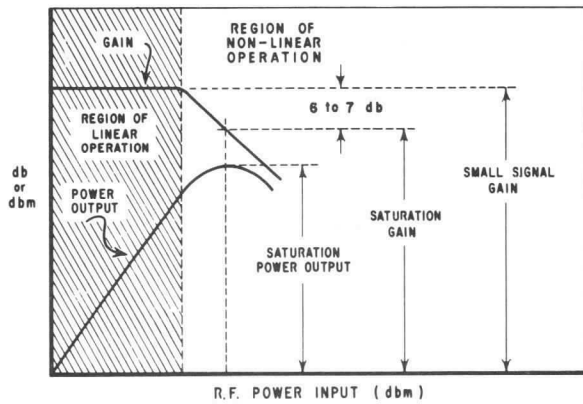 REGION OF
NON-LINEAR
OPERATION
GAIN
6 to 7 db
REGION OF
LINEAR
OPERATION
db
or
dbm
POWER
OUTPUT
SMALL SIGNAL
GAIN
SATURATION
GAIN
SATURATION
POWER OUTPUT
R.F. POWER INPUT (dbm)